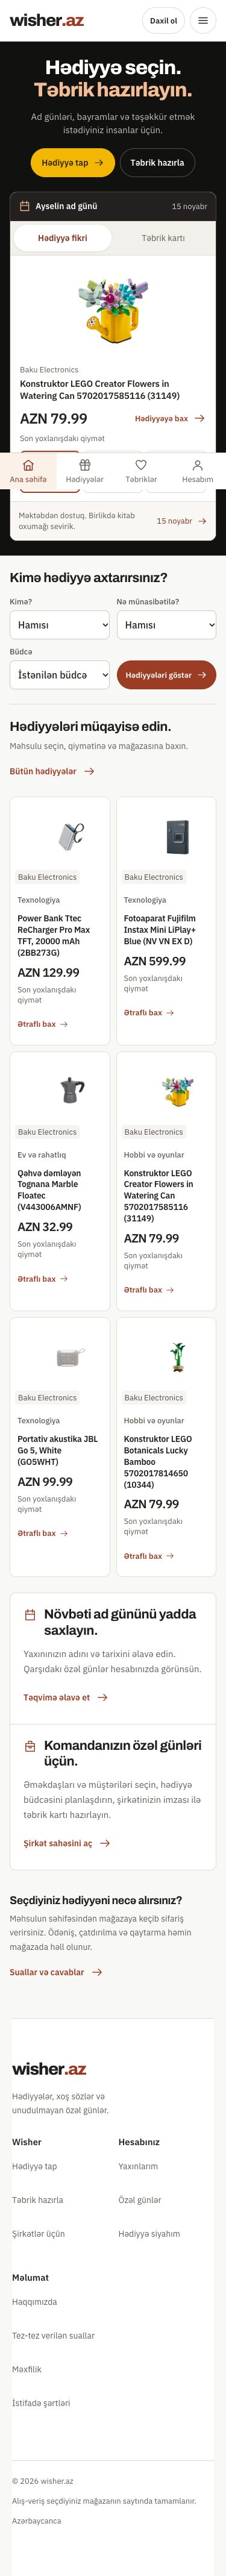 wisher.az
Daxil ol
Hədiyyə seçin.
Təbrik hazırlayın.
Ad günləri, bayramlar və təşəkkür etmək
istədiyiniz insanlar üçün.
Hədiyyə tap
Təbrik hazırla
Ayselin ad günü
15 noyabr
Hədiyyə fikri
Təbrik kartı
Baku Electronics
Konstruktor LEGO Creator Flowers in
Watering Can 5702017585116 (31149)
AZN 79.99
Hədiyyəyə bax
Son yoxlanışdakı qiymət
Ana səhifə
Hədiyyələr
Təbriklər
Hesabım
Məktəbdən dostuq. Birlikdə kitab
oxumağı sevirik.
15 noyabr
Kimə hədiyyə axtarırsınız?
Kimə?
Nə münasibətilə?
Hamısı
Hamısı
Büdcə
İstənilən büdcə
Hədiyyələri göstər
Hədiyyələri müqayisə edin.
Məhsulu seçin, qiymətinə və mağazasına baxın.
Bütün hədiyyələr
Baku Electronics
Texnologiya
Power Bank Ttec
ReCharger Pro Max
TFT, 20000 mAh
(2BB273G)
AZN 129.99
Son yoxlanışdakı
qiymət
Ətraflı bax
Baku Electronics
Texnologiya
Fotoaparat Fujifilm
Instax Mini LiPlay+
Blue (NV VN EX D)
AZN 599.99
Son yoxlanışdakı
qiymət
Ətraflı bax
Baku Electronics
Ev və rahatlıq
Qəhvə dəmləyən
Tognana Marble
Floatec
(V443006AMNF)
AZN 32.99
Son yoxlanışdakı
qiymət
Ətraflı bax
Baku Electronics
Hobbi və oyunlar
Konstruktor LEGO
Creator Flowers in
Watering Can
5702017585116
(31149)
AZN 79.99
Son yoxlanışdakı
qiymət
Ətraflı bax
Baku Electronics
Texnologiya
Portativ akustika JBL
Go 5, White
(GO5WHT)
AZN 99.99
Son yoxlanışdakı
qiymət
Ətraflı bax
Baku Electronics
Hobbi və oyunlar
Konstruktor LEGO
Botanicals Lucky
Bamboo
5702017814650
(10344)
AZN 79.99
Son yoxlanışdakı
qiymət
Ətraflı bax
Növbəti ad gününü yadda
saxlayın.
Yaxınınızın adını və tarixini əlavə edin.
Qarşıdakı özəl günlər hesabınızda görünsün.
Təqvimə əlavə et
Komandanızın özəl günləri
üçün.
Əməkdaşları və müştəriləri seçin, hədiyyə
büdcəsini planlaşdırın, şirkətinizin imzası ilə
təbrik kartı hazırlayın.
Şirkət sahəsini aç
Seçdiyiniz hədiyyəni necə alırsınız?
Məhsulun səhifəsindən mağazaya keçib sifariş
verirsiniz. Ödəniş, çatdırılma və qaytarma həmin
mağazada həll olunur.
Suallar və cavablar
wisher.az
Hədiyyələr, xoş sözlər və
unudulmayan özəl günlər.
Wisher
Hesabınız
Hədiyyə tap
Yaxınlarım
Təbrik hazırla
Özəl günlər
Şirkətlər üçün
Hədiyyə siyahım
Məlumat
Haqqımızda
Tez-tez verilən suallar
Məxfilik
İstifadə şərtləri
© 2026 wisher.az
Alış-veriş seçdiyiniz mağazanın saytında tamamlanır.
Azərbaycanca